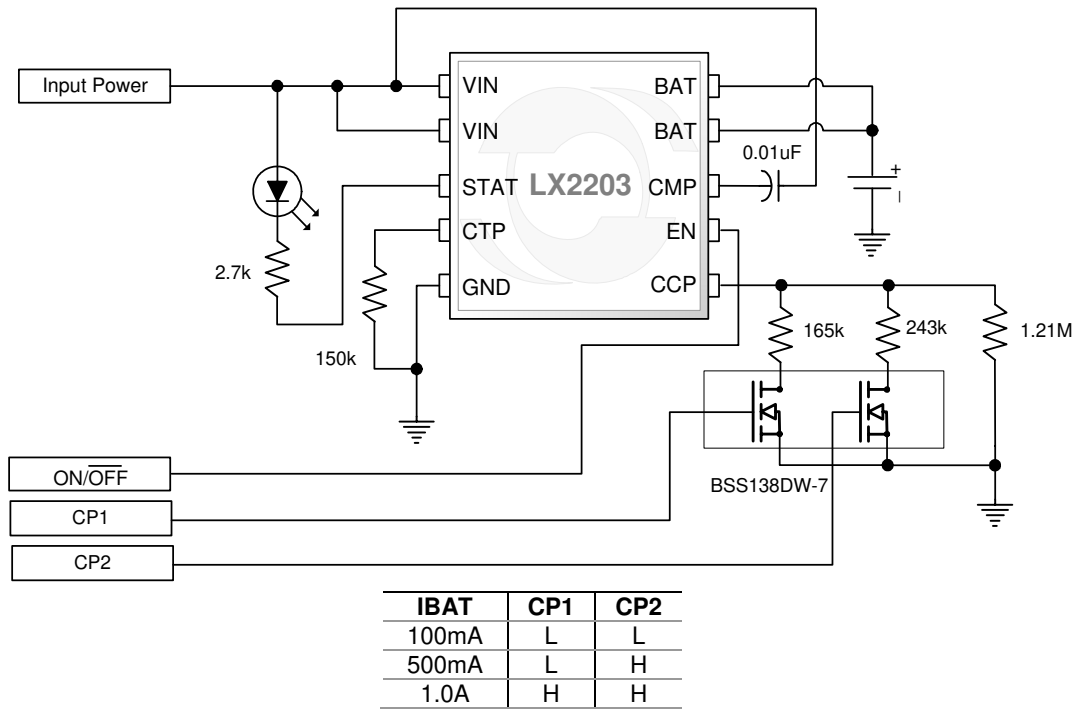 Input Power
VIN
VIN
STAT
CTP
GND
LX2203
BAT
BAT
CMP
EN
CCP
0.01uF
+
–
2.7k
150k
165k
243k
1.21M
BSS138DW-7
ON/OFF
CP1
CP2
IBAT CP1 CP2
100mA L L
500mA L H
1.0A H H